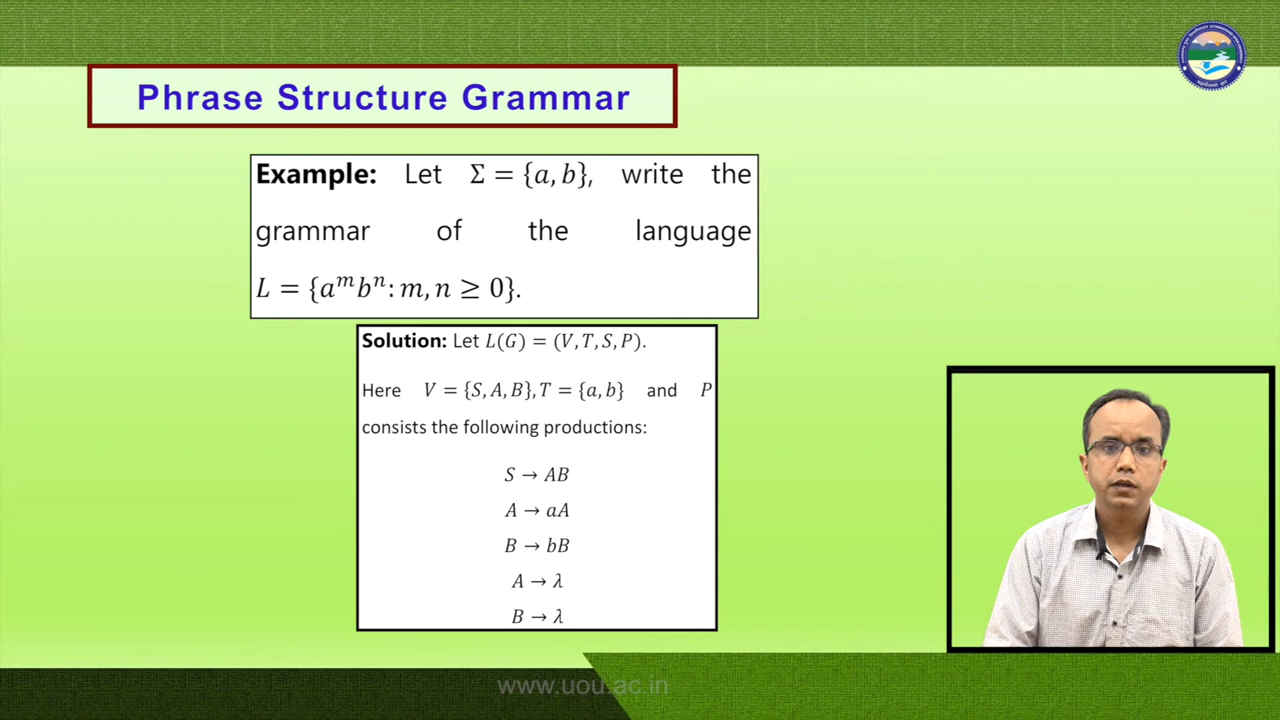 Phrase Structure Grammar
Example: Let Σ = {a, b}, write the
grammar of the language
L = {aᵐbⁿ: m, n ≥ 0}.
Solution: Let L(G) = (V, T, S, P).
Here V = {S, A, B}, T = {a, b} and P
consists the following productions:
S → AB
A → aA
B → bB
A → λ
B → λ
www.uou.ac.in